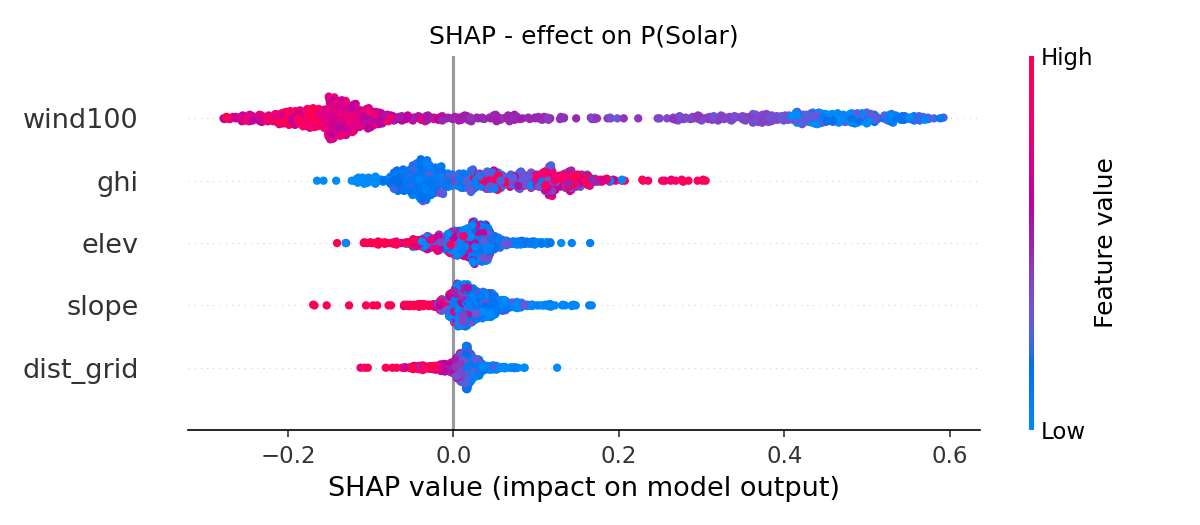 SHAP - effect on P(Solar)
High
wind100
ghi
elev
slope
dist_grid
Feature value
Low
−0.2 0.0 0.2 0.4 0.6
SHAP value (impact on model output)